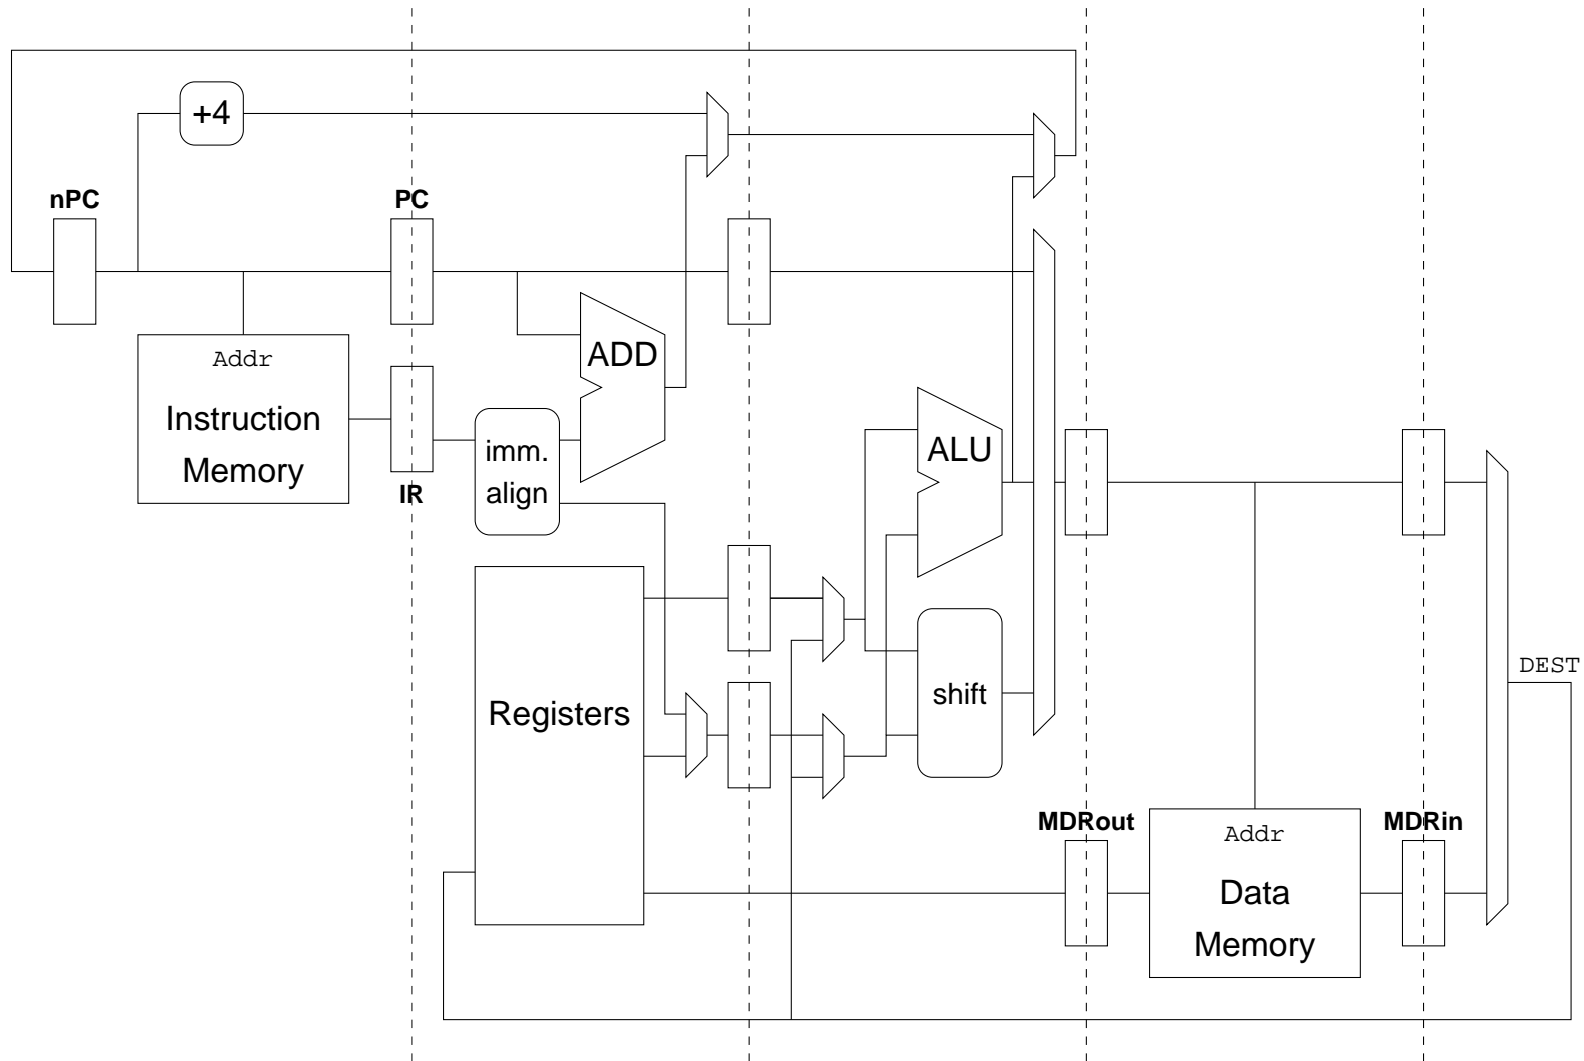 +4
nPC
PC
Addr
Instruction
Memory
IR
imm.
align
ADD
ALU
Registers
shift
DEST
MDRout
MDRin
Addr
Data
Memory